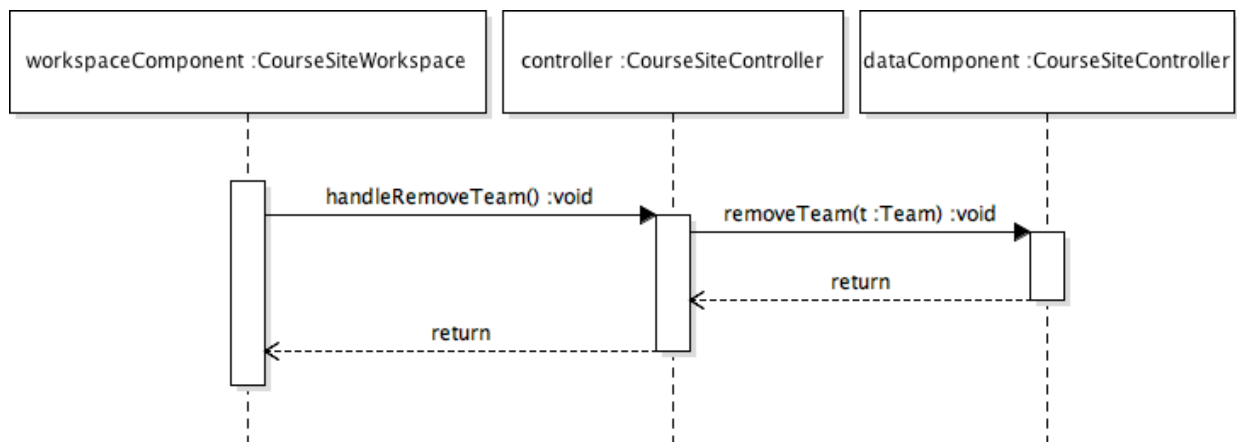 workspaceComponent :CourseSiteWorkspace
controller :CourseSiteController
dataComponent :CourseSiteController
handleRemoveTeam() :void
removeTeam(t :Team) :void
return
return